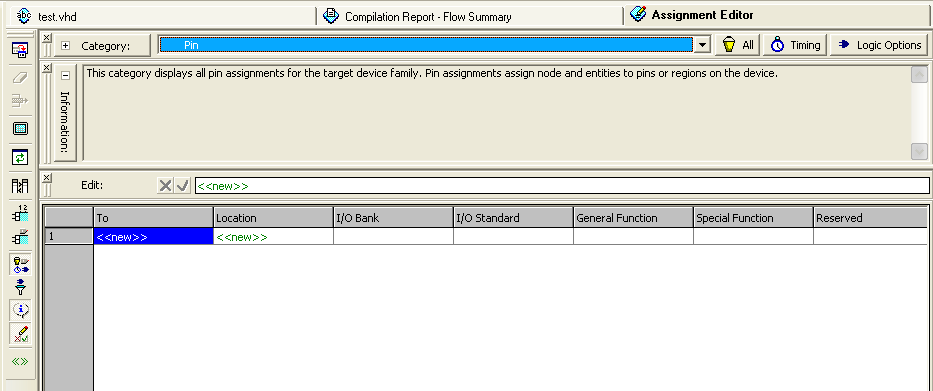 test.vhd
Compilation Report - Flow Summary
Assignment Editor
Category:
Pin
All
Timing
Logic Options
Information:
This category displays all pin assignments for the target device family. Pin assignments assign node and entities to pins or regions on the device.
Edit:
<<new>>
To
Location
I/O Bank
I/O Standard
General Function
Special Function
Reserved
1
<<new>>
<<new>>